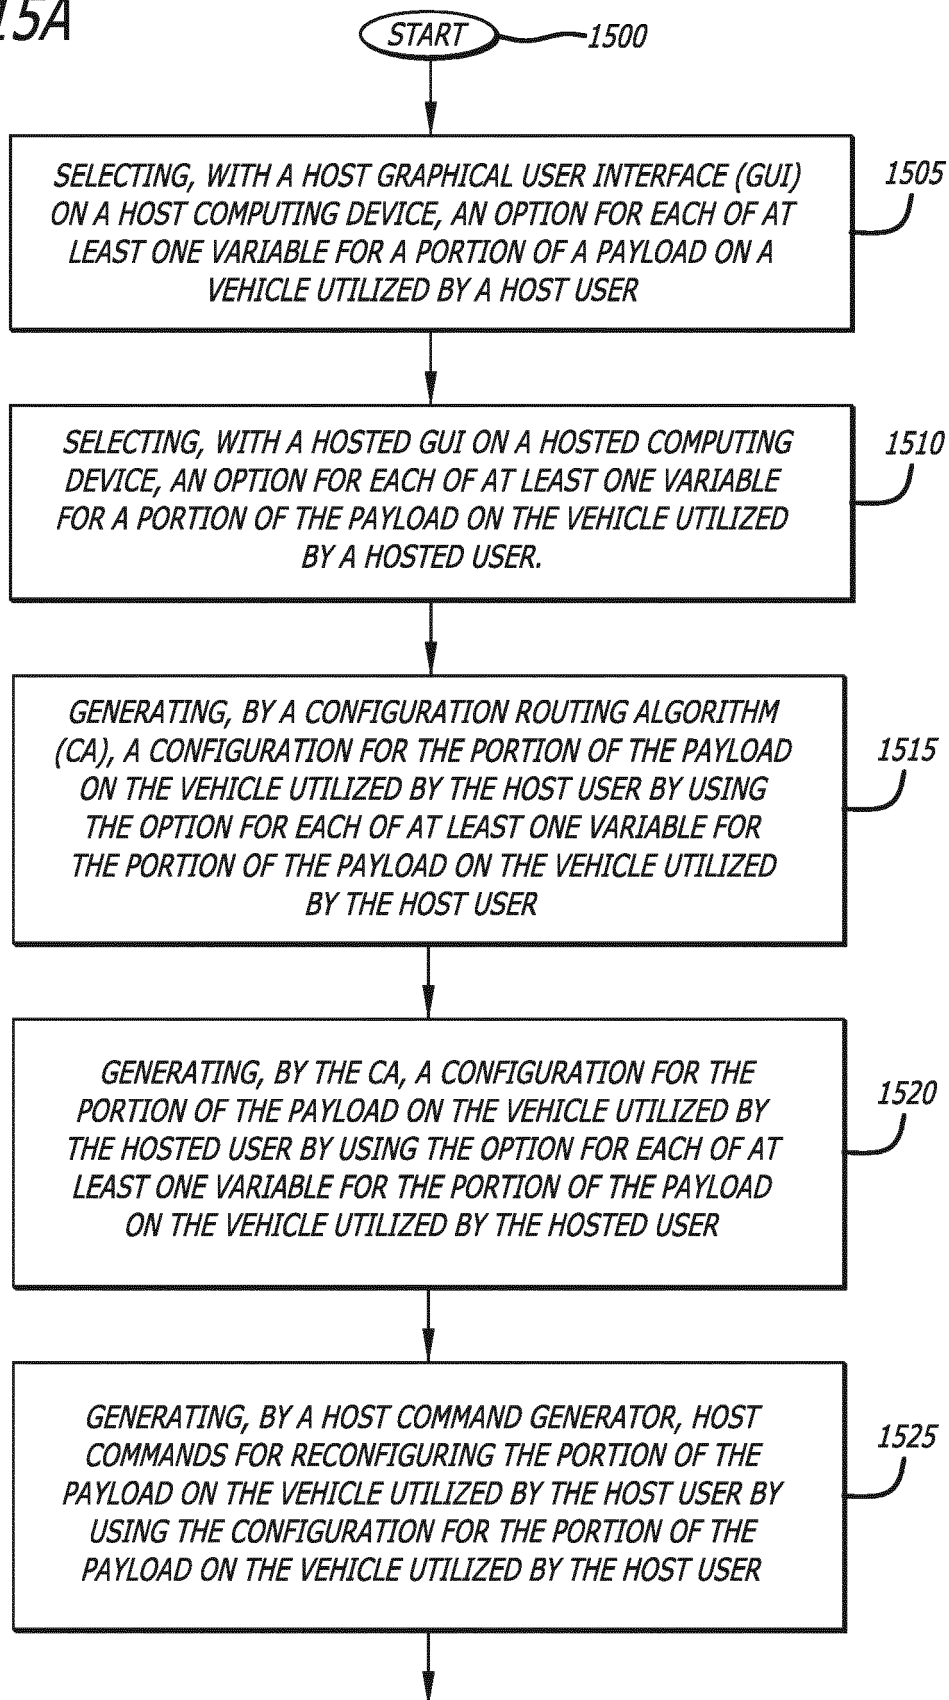 15A
START
1500
SELECTING, WITH A HOST GRAPHICAL USER INTERFACE (GUI)
ON A HOST COMPUTING DEVICE, AN OPTION FOR EACH OF AT
LEAST ONE VARIABLE FOR A PORTION OF A PAYLOAD ON A
VEHICLE UTILIZED BY A HOST USER
1505
SELECTING, WITH A HOSTED GUI ON A HOSTED COMPUTING
DEVICE, AN OPTION FOR EACH OF AT LEAST ONE VARIABLE
FOR A PORTION OF THE PAYLOAD ON THE VEHICLE UTILIZED
BY A HOSTED USER.
1510
GENERATING, BY A CONFIGURATION ROUTING ALGORITHM
(CA), A CONFIGURATION FOR THE PORTION OF THE PAYLOAD
ON THE VEHICLE UTILIZED BY THE HOST USER BY USING
THE OPTION FOR EACH OF AT LEAST ONE VARIABLE FOR
THE PORTION OF THE PAYLOAD ON THE VEHICLE UTILIZED
BY THE HOST USER
1515
GENERATING, BY THE CA, A CONFIGURATION FOR THE
PORTION OF THE PAYLOAD ON THE VEHICLE UTILIZED BY
THE HOSTED USER BY USING THE OPTION FOR EACH OF AT
LEAST ONE VARIABLE FOR THE PORTION OF THE PAYLOAD
ON THE VEHICLE UTILIZED BY THE HOSTED USER
1520
GENERATING, BY A HOST COMMAND GENERATOR, HOST
COMMANDS FOR RECONFIGURING THE PORTION OF THE
PAYLOAD ON THE VEHICLE UTILIZED BY THE HOST USER BY
USING THE CONFIGURATION FOR THE PORTION OF THE
PAYLOAD ON THE VEHICLE UTILIZED BY THE HOST USER
1525